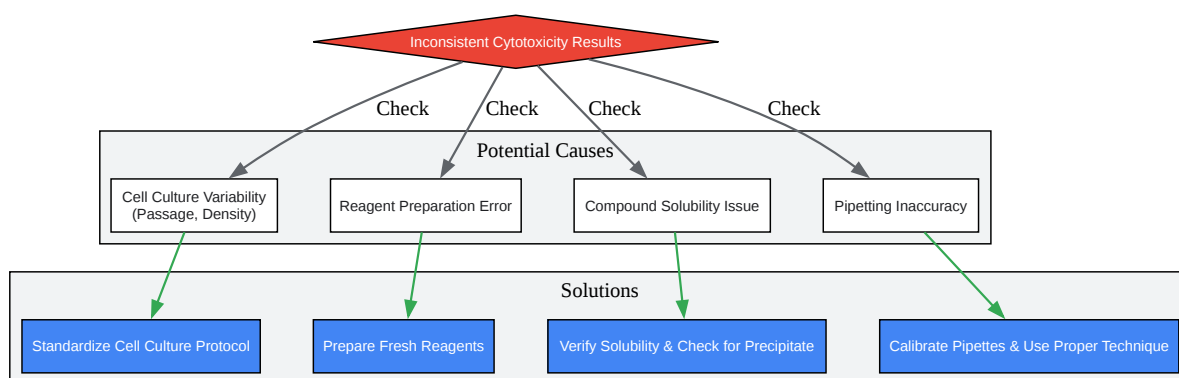 Inconsistent Cytotoxicity Results
Check
Check
Check
Check
Potential Causes
Cell Culture Variability
(Passage, Density)
Reagent Preparation Error
Compound Solubility Issue
Pipetting Inaccuracy
Solutions
Standardize Cell Culture Protocol
Prepare Fresh Reagents
Verify Solubility & Check for Precipitate
Calibrate Pipettes & Use Proper Technique